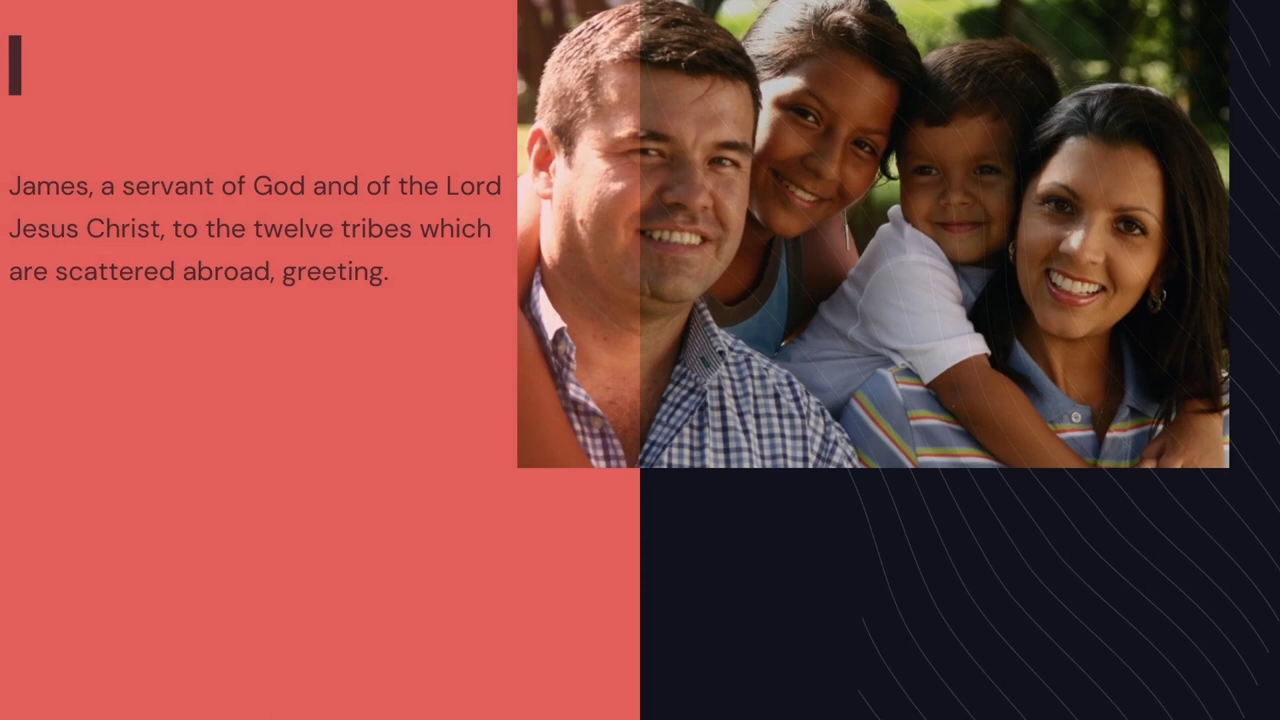 I
James, a servant of God and of the Lord
Jesus Christ, to the twelve tribes which
are scattered abroad, greeting.